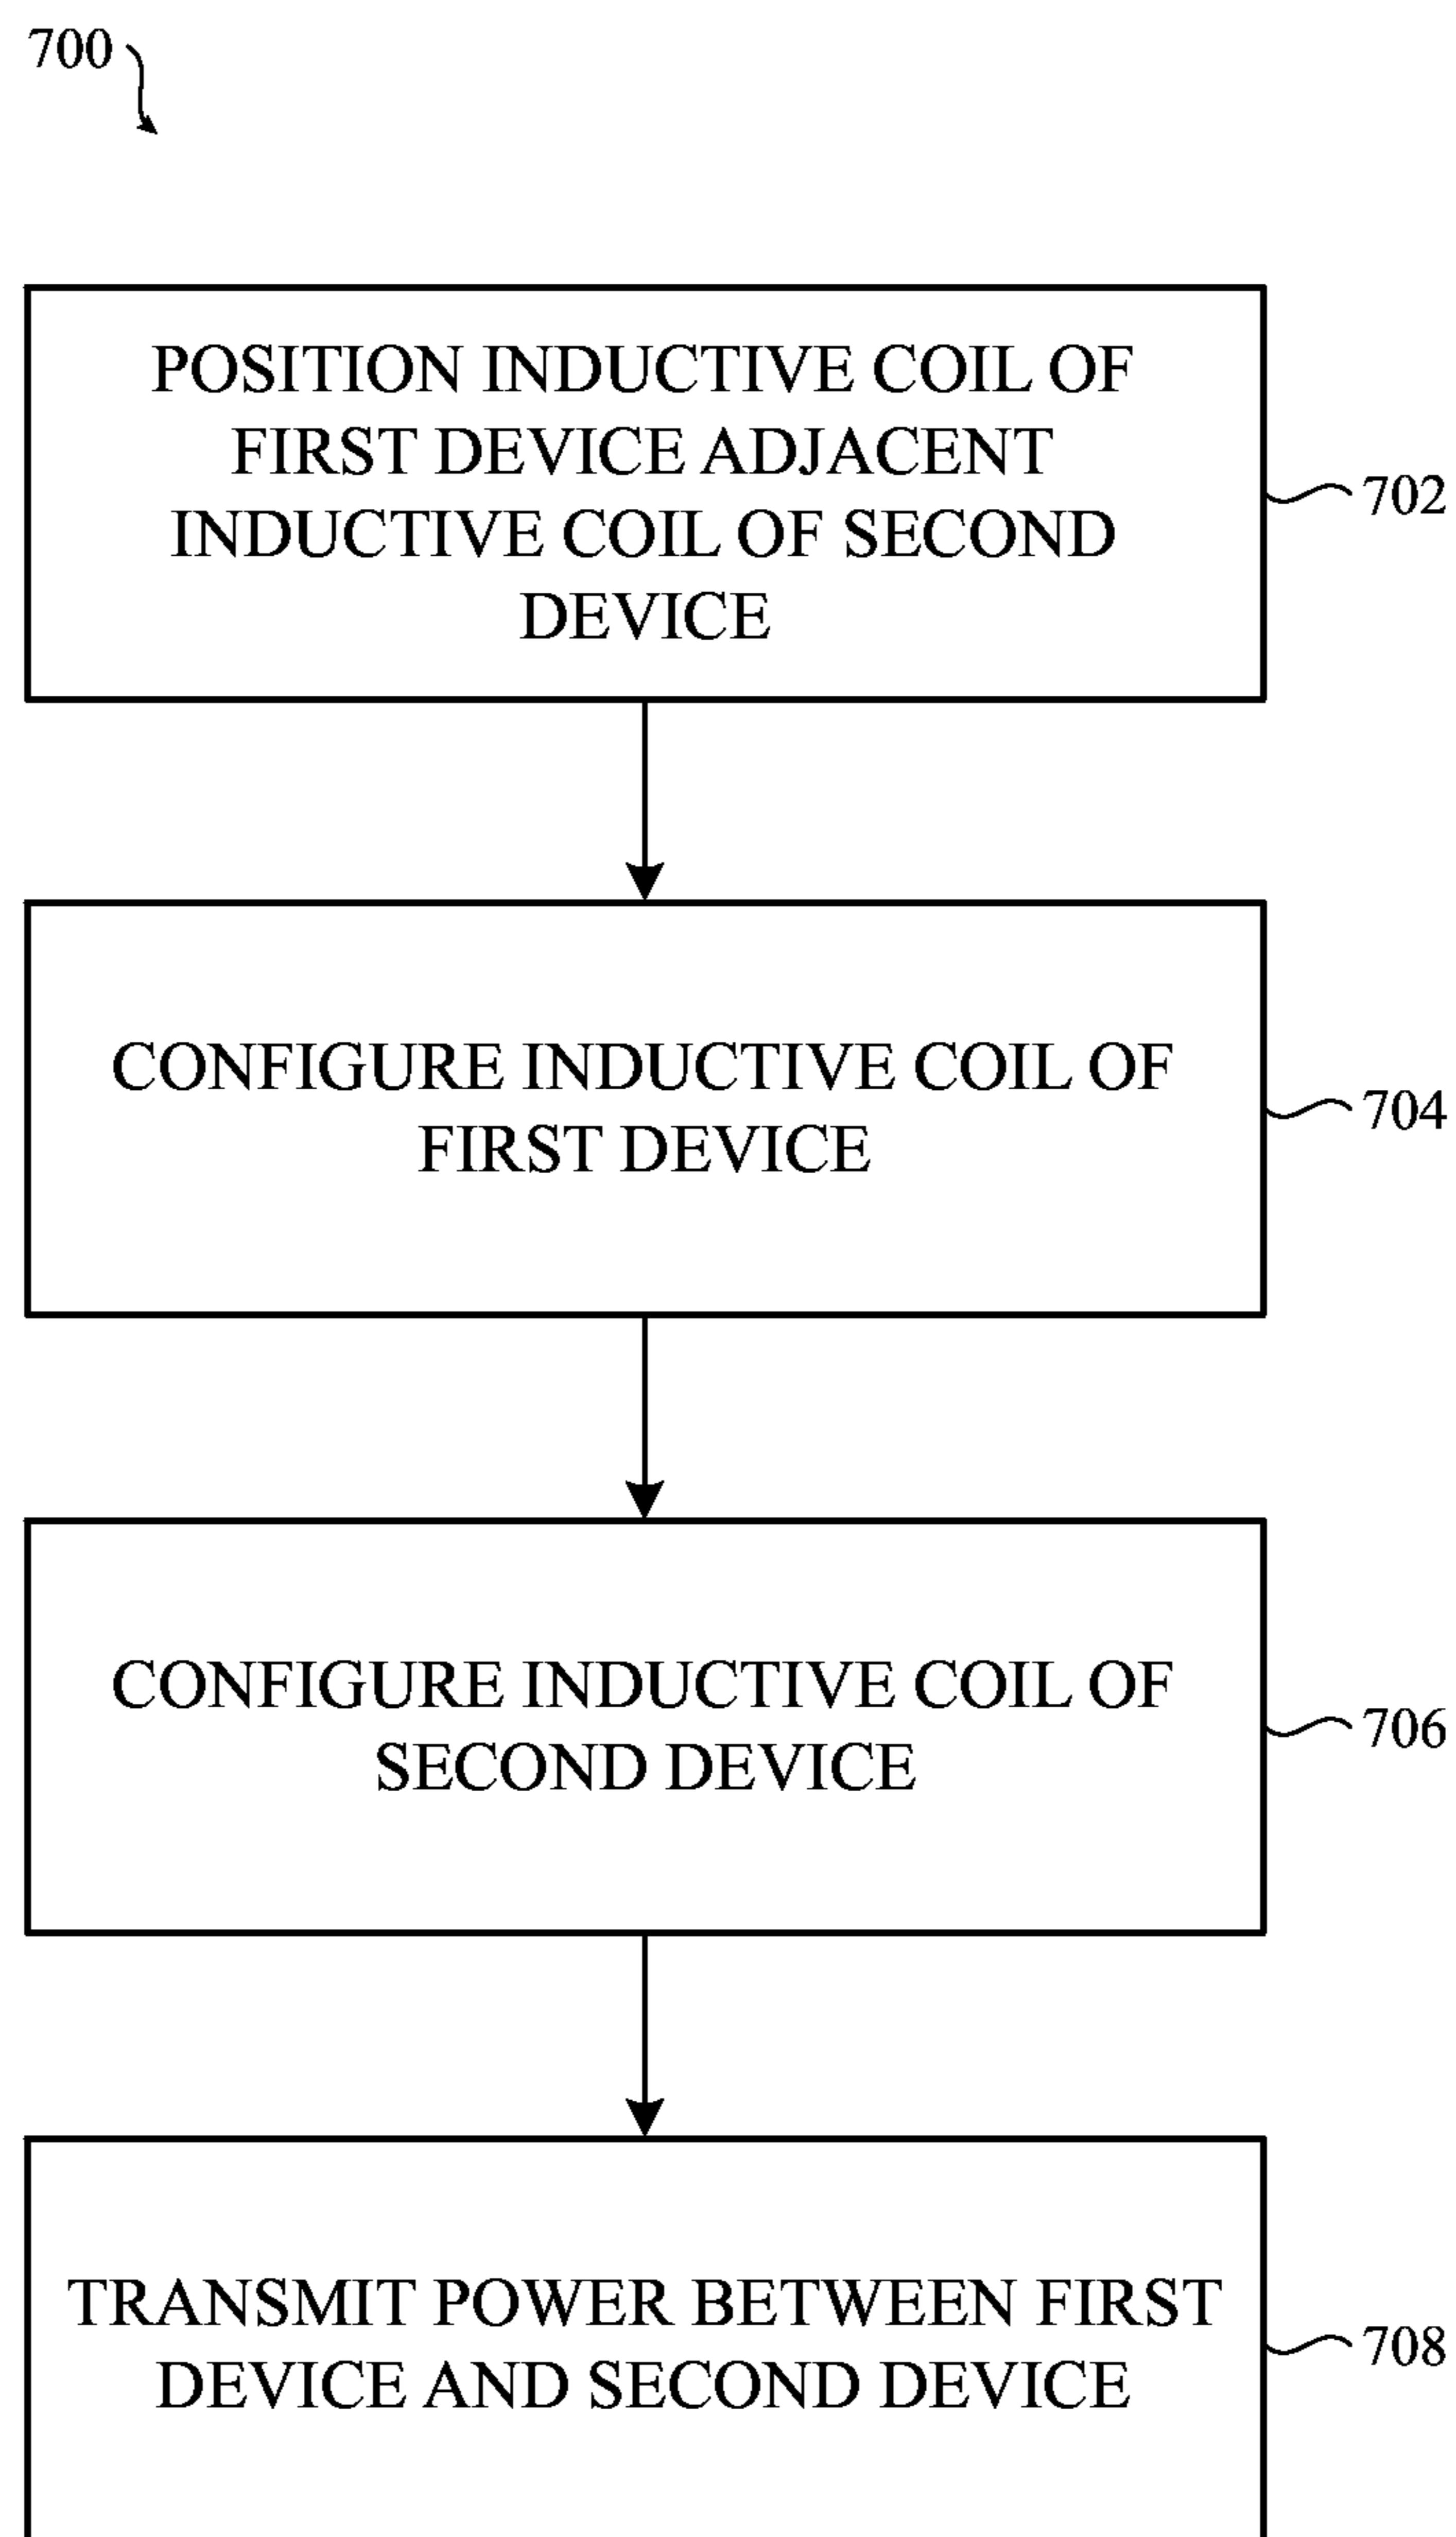 700
POSITION INDUCTIVE COIL OF
FIRST DEVICE ADJACENT
INDUCTIVE COIL OF SECOND
DEVICE
702
CONFIGURE INDUCTIVE COIL OF
FIRST DEVICE
704
CONFIGURE INDUCTIVE COIL OF
SECOND DEVICE
706
TRANSMIT POWER BETWEEN FIRST
DEVICE AND SECOND DEVICE
708